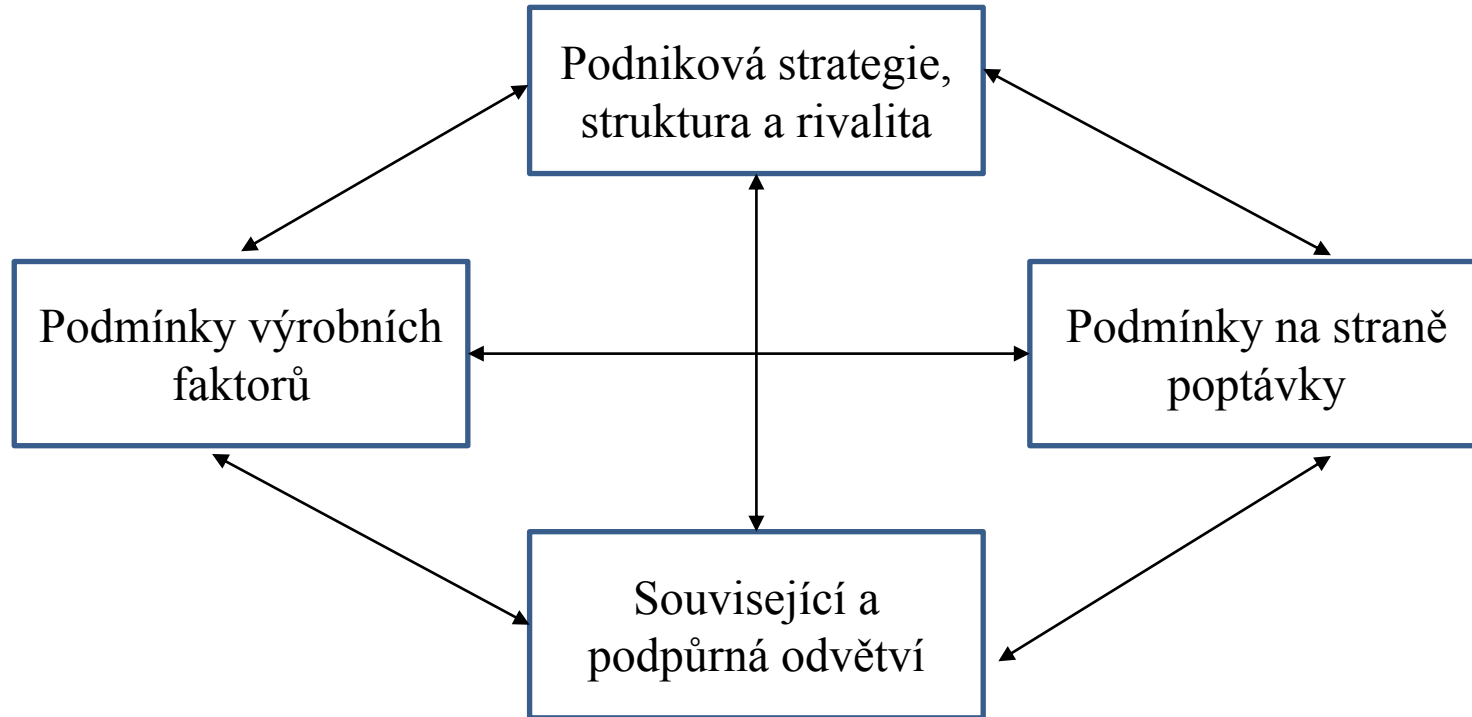 Podniková strategie,
struktura a rivalita
Podmínky výrobních
faktorů
Podmínky na straně
poptávky
Související a
podpůrná odvětví